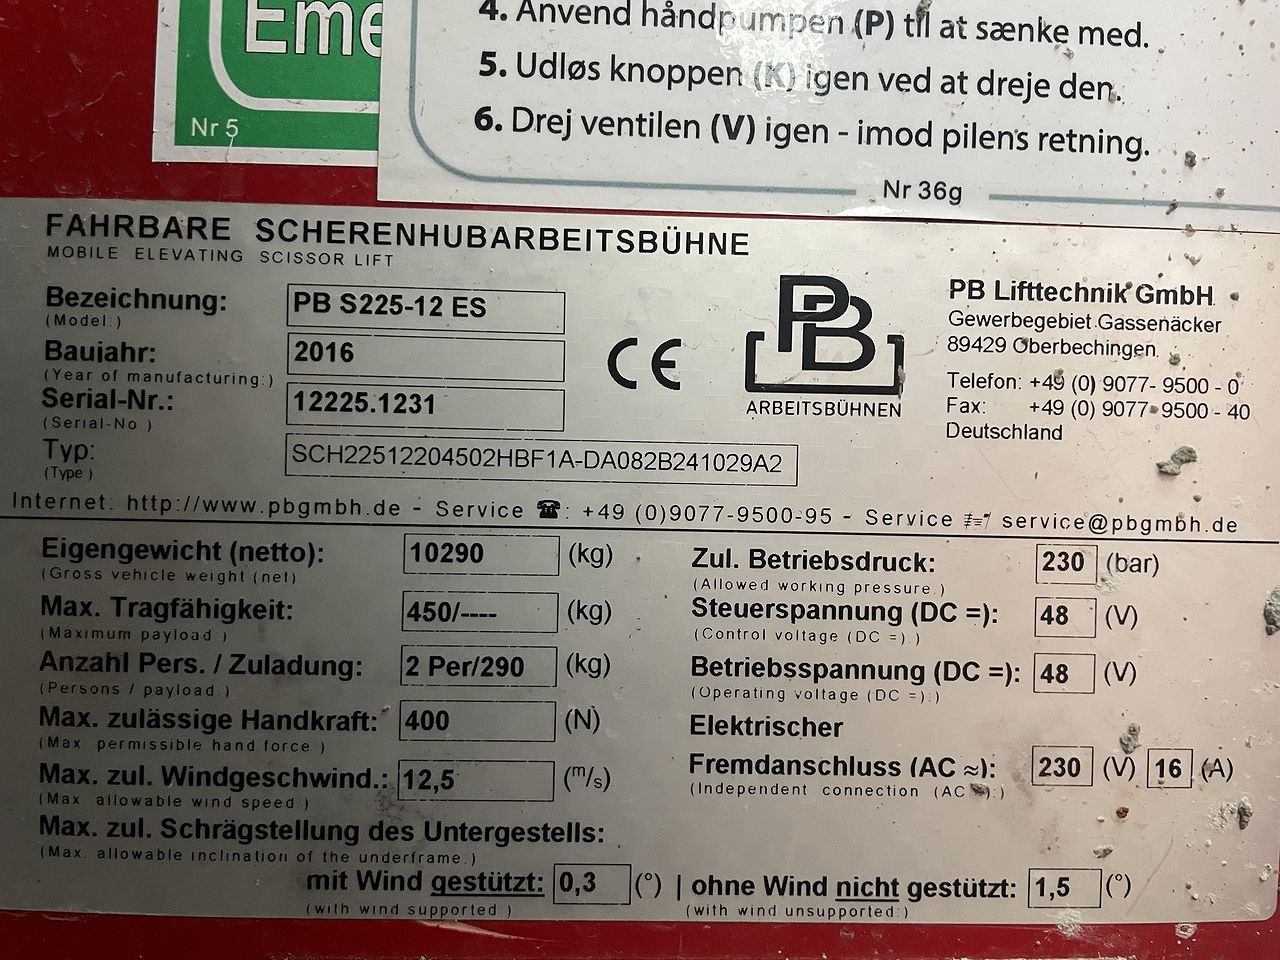 Eme
Nr 5
4. Anvend håndpumpen (P) til at sænke med.
5. Udløs knoppen (K) igen ved at dreje den.
6. Drej ventilen (V) igen - imod pilens retning.
Nr 36g
FAHRBARE SCHERENHUBARBEITSBÜHNE
MOBILE ELEVATING SCISSOR LIFT
Bezeichnung: PB S225-12 ES
(Model.)
Baujahr: 2016
(Year of manufacturing:)
Serial-Nr.: 12225.1231
(Serial-No )
Typ: SCH22512204502HBF1A-DA082B241029A2
(Type)
CE
PB
ARBEITSBÜHNEN
PB Lifttechnik GmbH
Gewerbegebiet Gassenäcker
89429 Oberbechingen
Telefon: +49 (0) 9077- 9500 - 0
Fax: +49 (0) 9077- 9500 - 40
Deutschland
Internet: http://www.pbgmbh.de - Service ☎: +49 (0)9077-9500-95 - Service service@pbgmbh.de
Eigengewicht (netto): 10290 (kg)
(Gross vehicle weight (net)
Max. Tragfähigkeit: 450/---- (kg)
(Maximum payload )
Anzahl Pers. / Zuladung: 2 Per/290 (kg)
(Persons / payload.)
Max. zulässige Handkraft: 400 (N)
(Max permissible hand force )
Max. zul. Windgeschwind.: 12,5 (m/s)
(Max allowable wind speed.)
Zul. Betriebsdruck: 230 (bar)
(Allowed working pressure.)
Steuerspannung (DC =): 48 (V)
(Control voltage (DC =).)
Betriebsspannung (DC =): 48 (V)
(Operating voltage (DC =):)
Elektrischer
Fremdanschluss (AC ≈): 230 (V) 16 (A)
(Independent connection (AC ):)
Max. zul. Schrägstellung des Untergestells:
(Max. allowable inclination of the underframe.)
mit Wind gestützt: 0,3 (°) | ohne Wind nicht gestützt: 1,5 (°)
(with wind supported ) (with wind unsupported:)